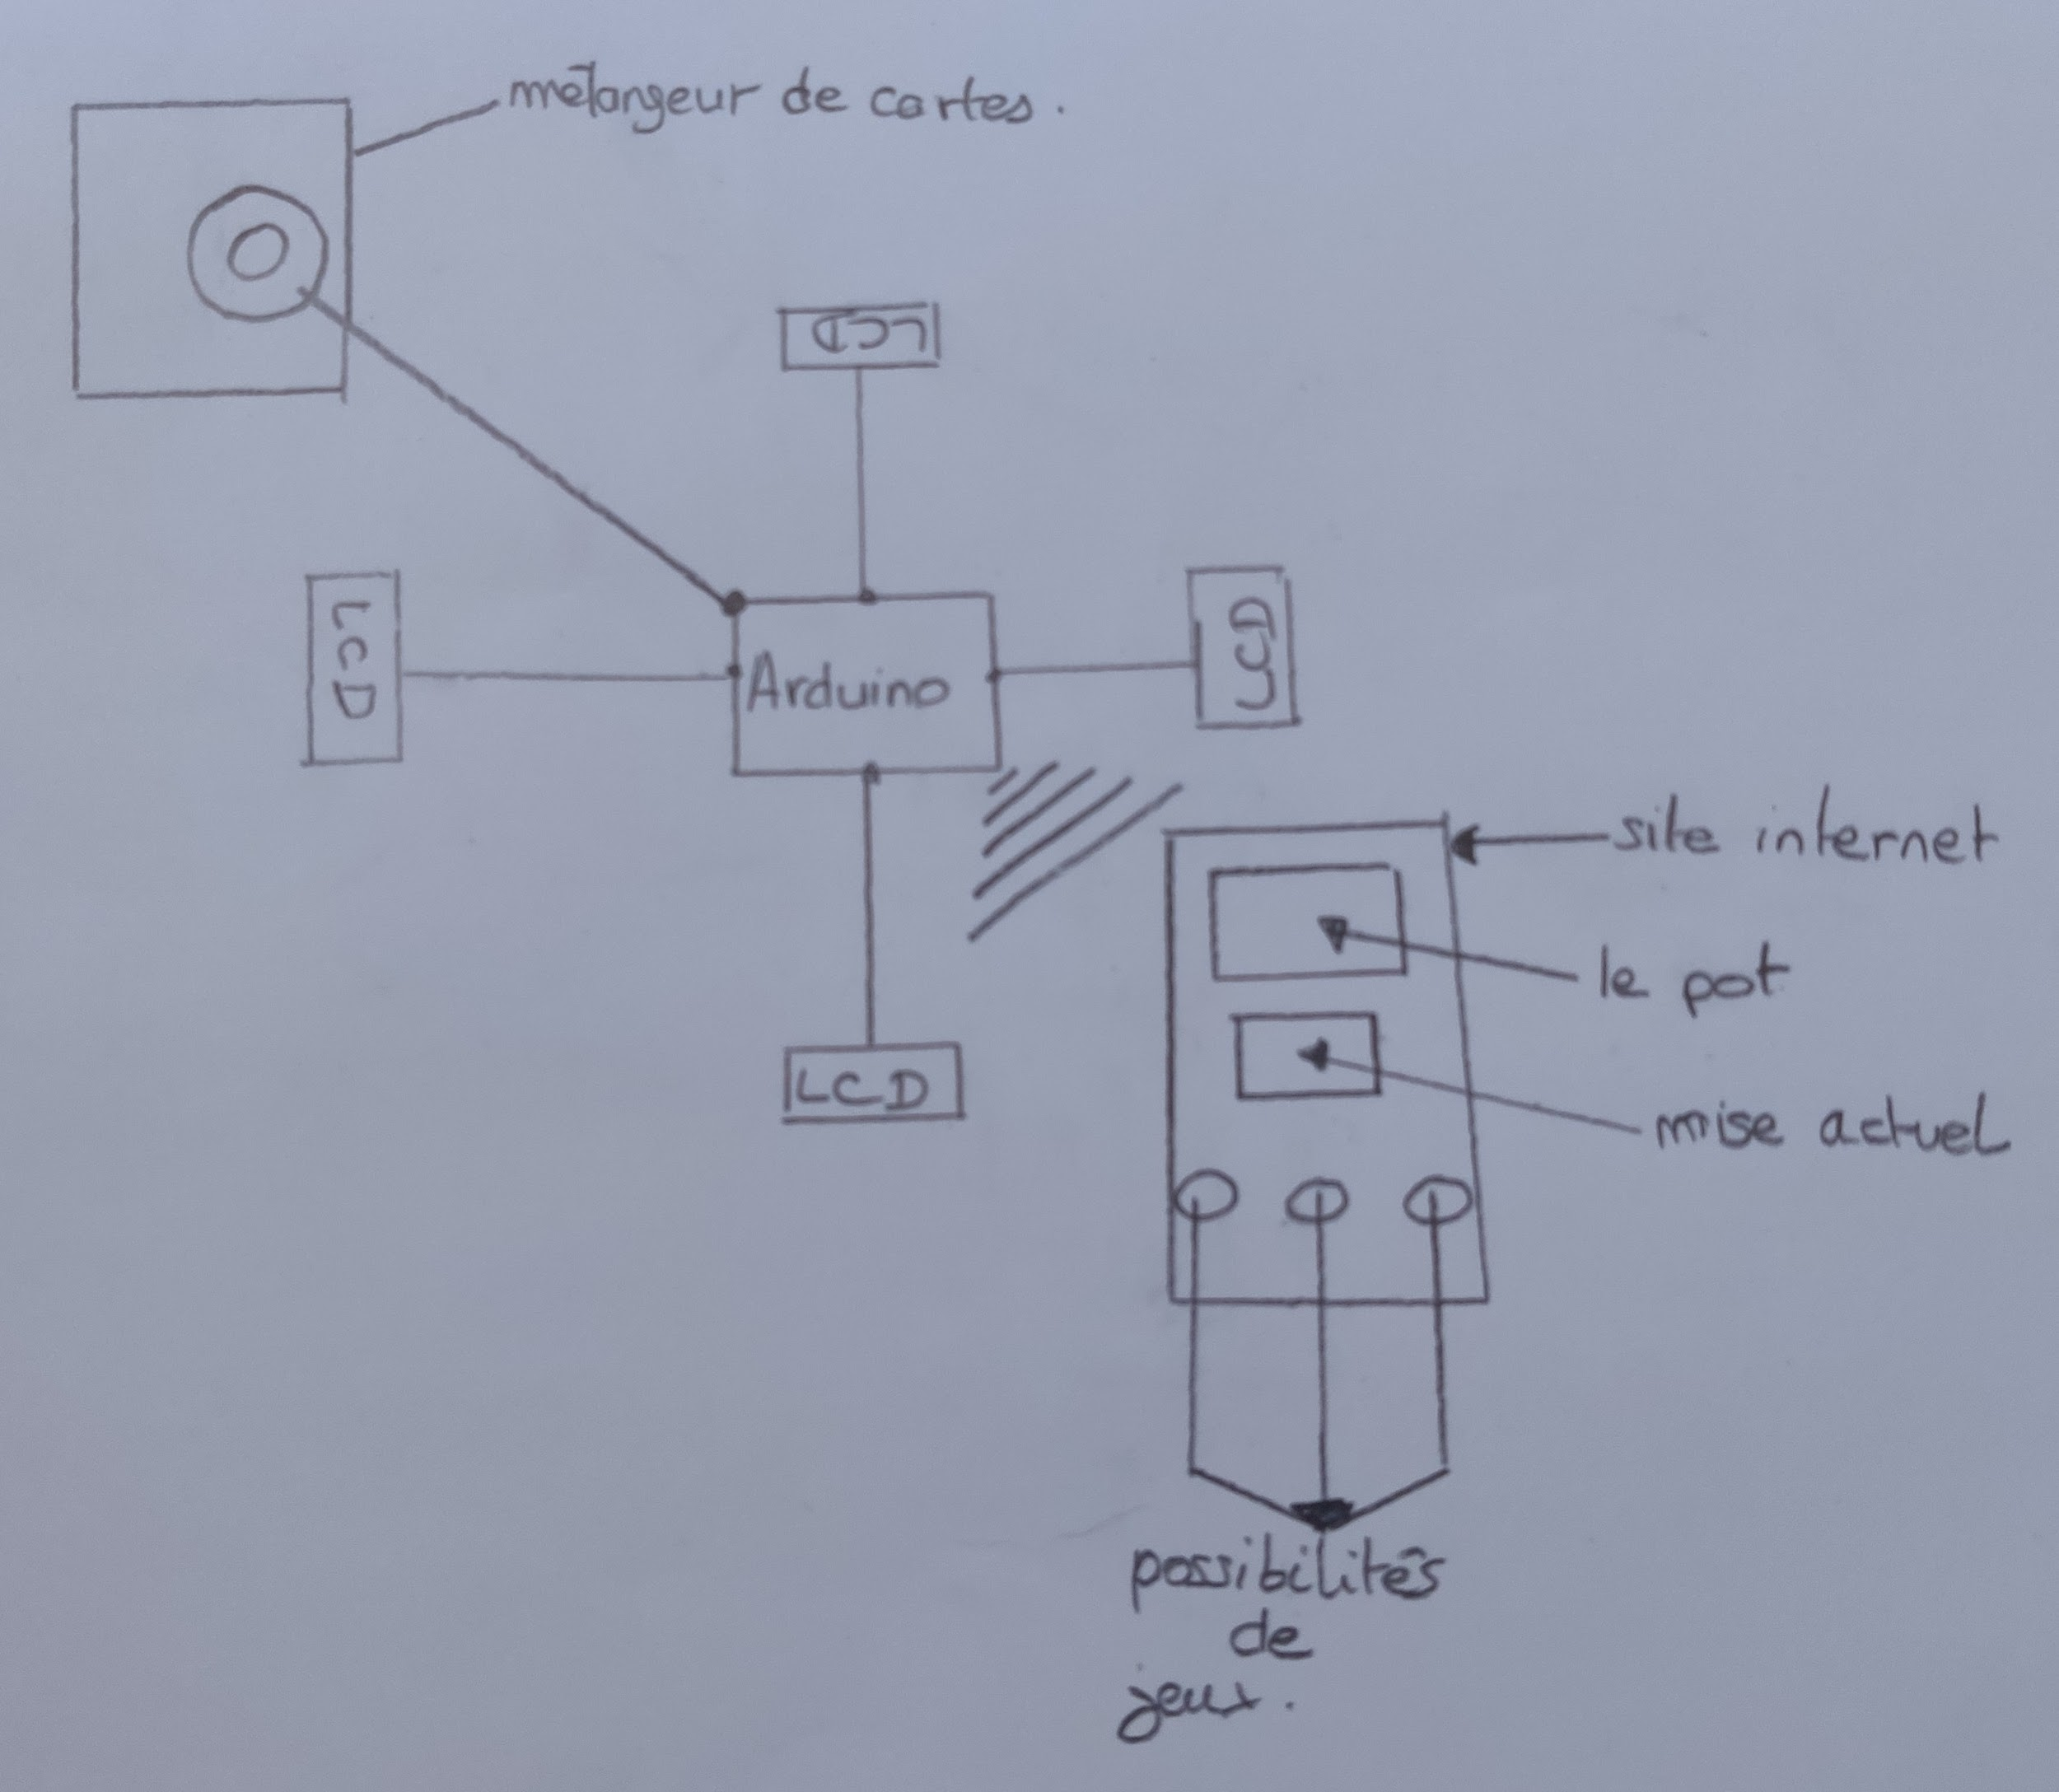 mélangeur de cartes.
LCD
LCD
Arduino
LCD
LCD
site internet
le pot
mise actuel
possibilités
de
jeux.